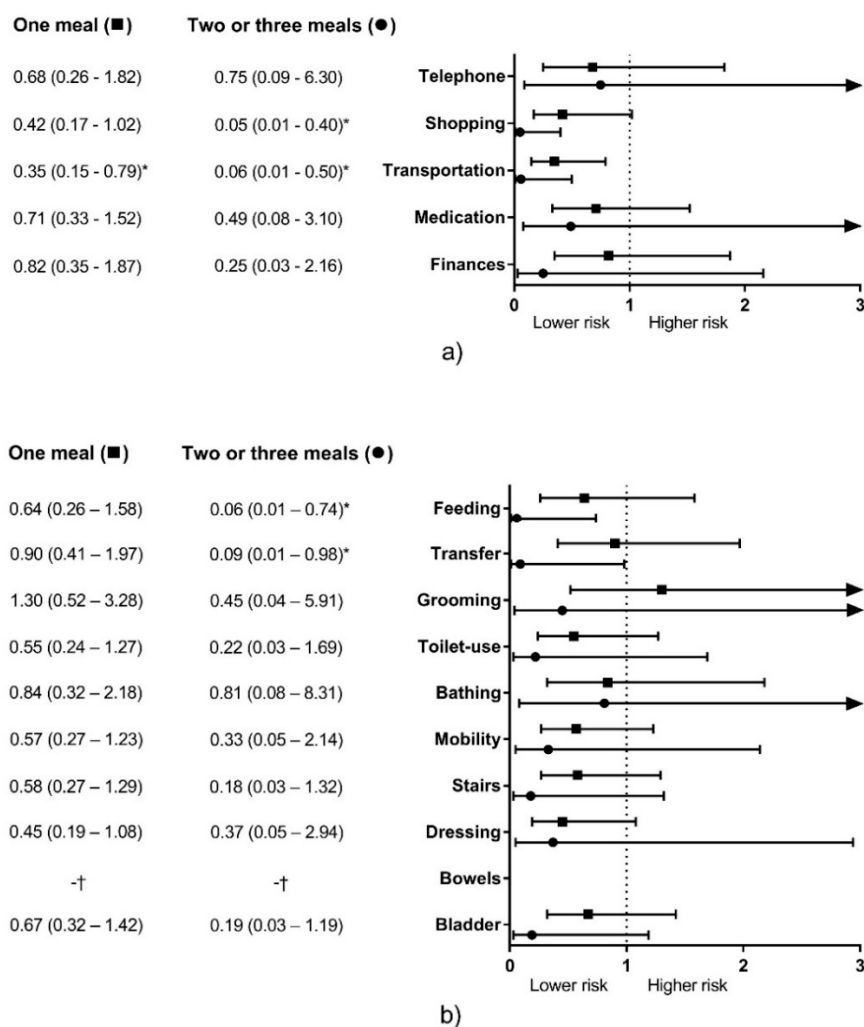 One meal (■) Two or three meals (●)
0.68 (0.26 - 1.82) 0.75 (0.09 - 6.30) Telephone
0.42 (0.17 - 1.02) 0.05 (0.01 - 0.40)* Shopping
0.35 (0.15 - 0.79)* 0.06 (0.01 - 0.50)* Transportation
0.71 (0.33 - 1.52) 0.49 (0.08 - 3.10) Medication
0.82 (0.35 - 1.87) 0.25 (0.03 - 2.16) Finances
0 1 2 3
Lower risk Higher risk
a)
One meal (■) Two or three meals (●)
0.64 (0.26 – 1.58) 0.06 (0.01 – 0.74)* Feeding
0.90 (0.41 – 1.97) 0.09 (0.01 – 0.98)* Transfer
1.30 (0.52 – 3.28) 0.45 (0.04 – 5.91) Grooming
0.55 (0.24 – 1.27) 0.22 (0.03 – 1.69) Toilet-use
0.84 (0.32 – 2.18) 0.81 (0.08 – 8.31) Bathing
0.57 (0.27 – 1.23) 0.33 (0.05 – 2.14) Mobility
0.58 (0.27 – 1.29) 0.18 (0.03 – 1.32) Stairs
0.45 (0.19 – 1.08) 0.37 (0.05 – 2.94) Dressing
-† -† Bowels
0.67 (0.32 – 1.42) 0.19 (0.03 – 1.19) Bladder
0 1 2 3
Lower risk Higher risk
b)